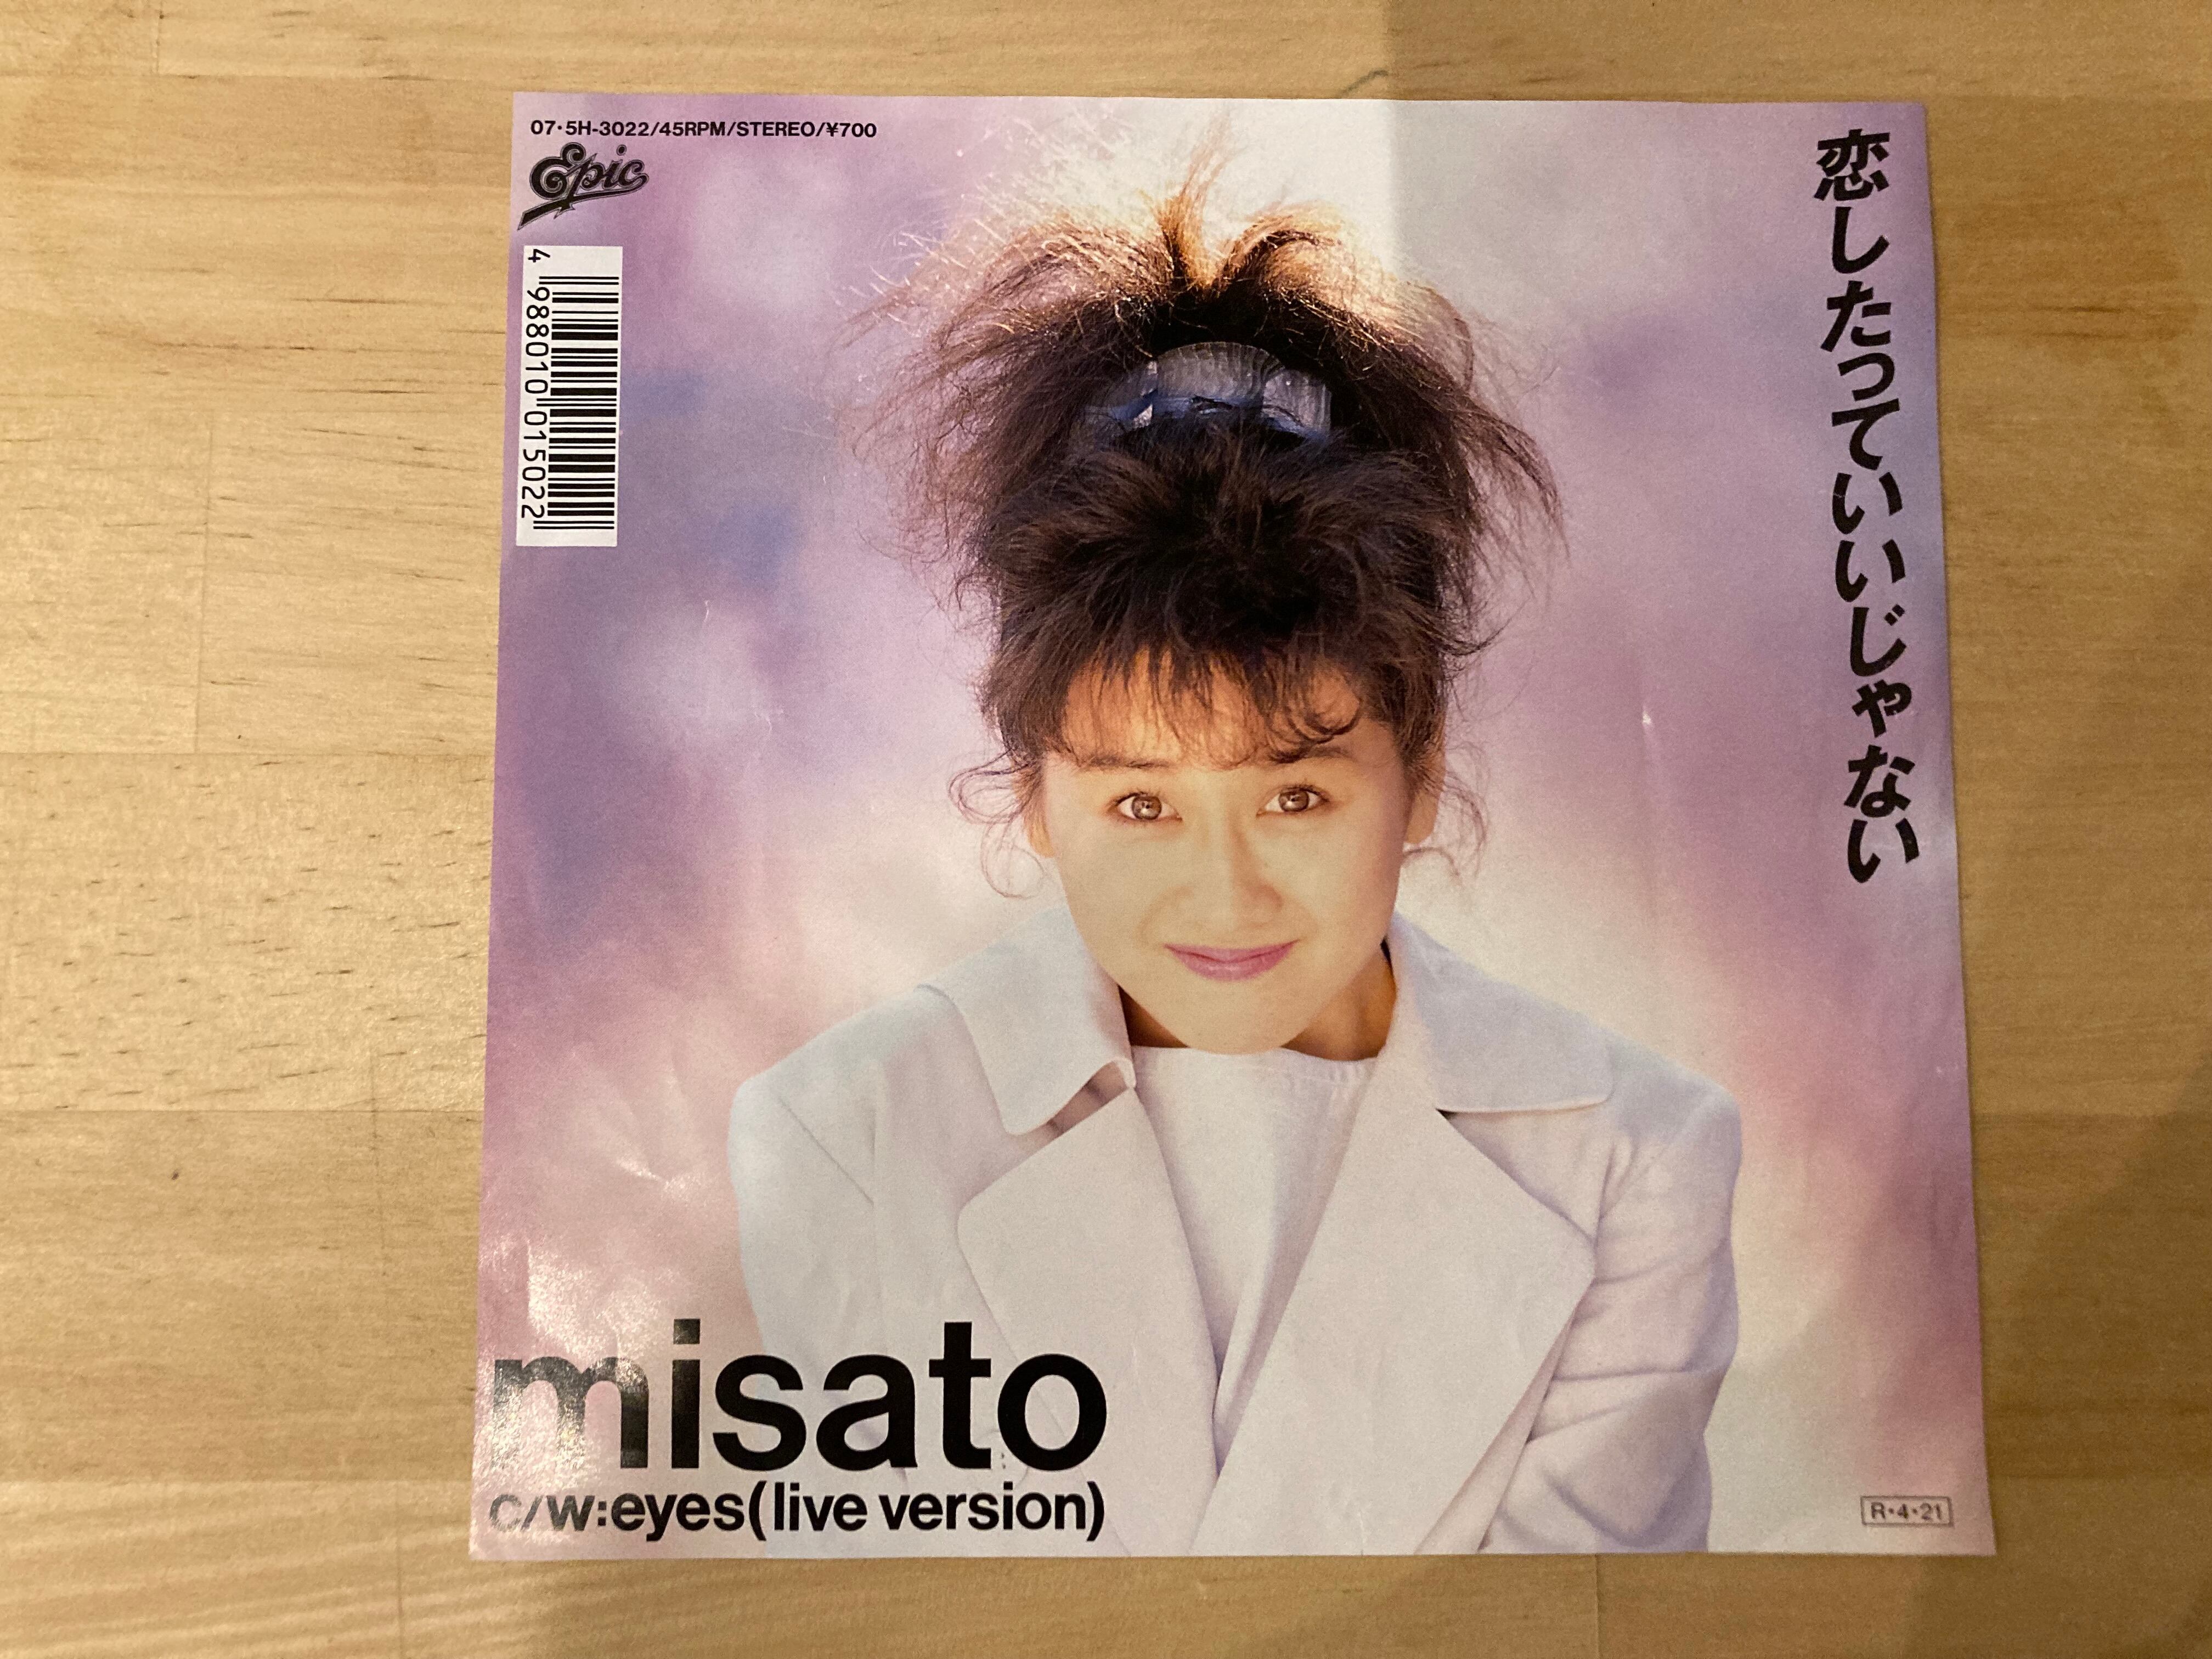 07·5H-3022/45RPM/STEREO/¥700
Epic
4 988010 015022
恋したっていいじゃない
misato
c/w:eyes(live version)
R·4·21